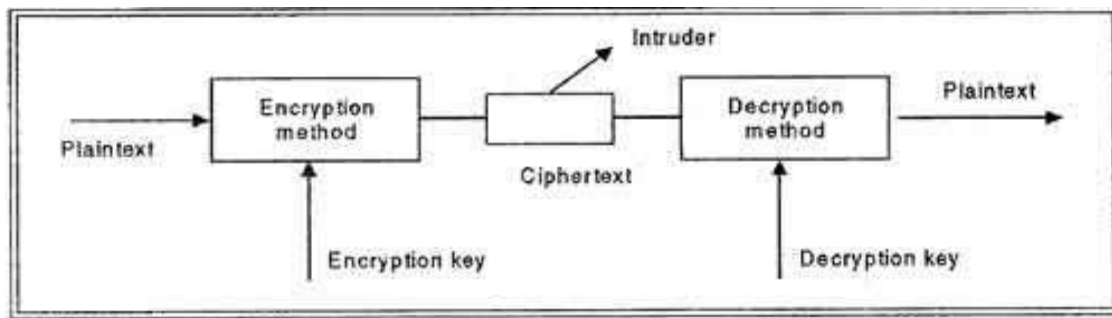 Intruder
Encryption
method
Decryption
method
Plaintext
Plaintext
Ciphertext
Encryption key
Decryption key